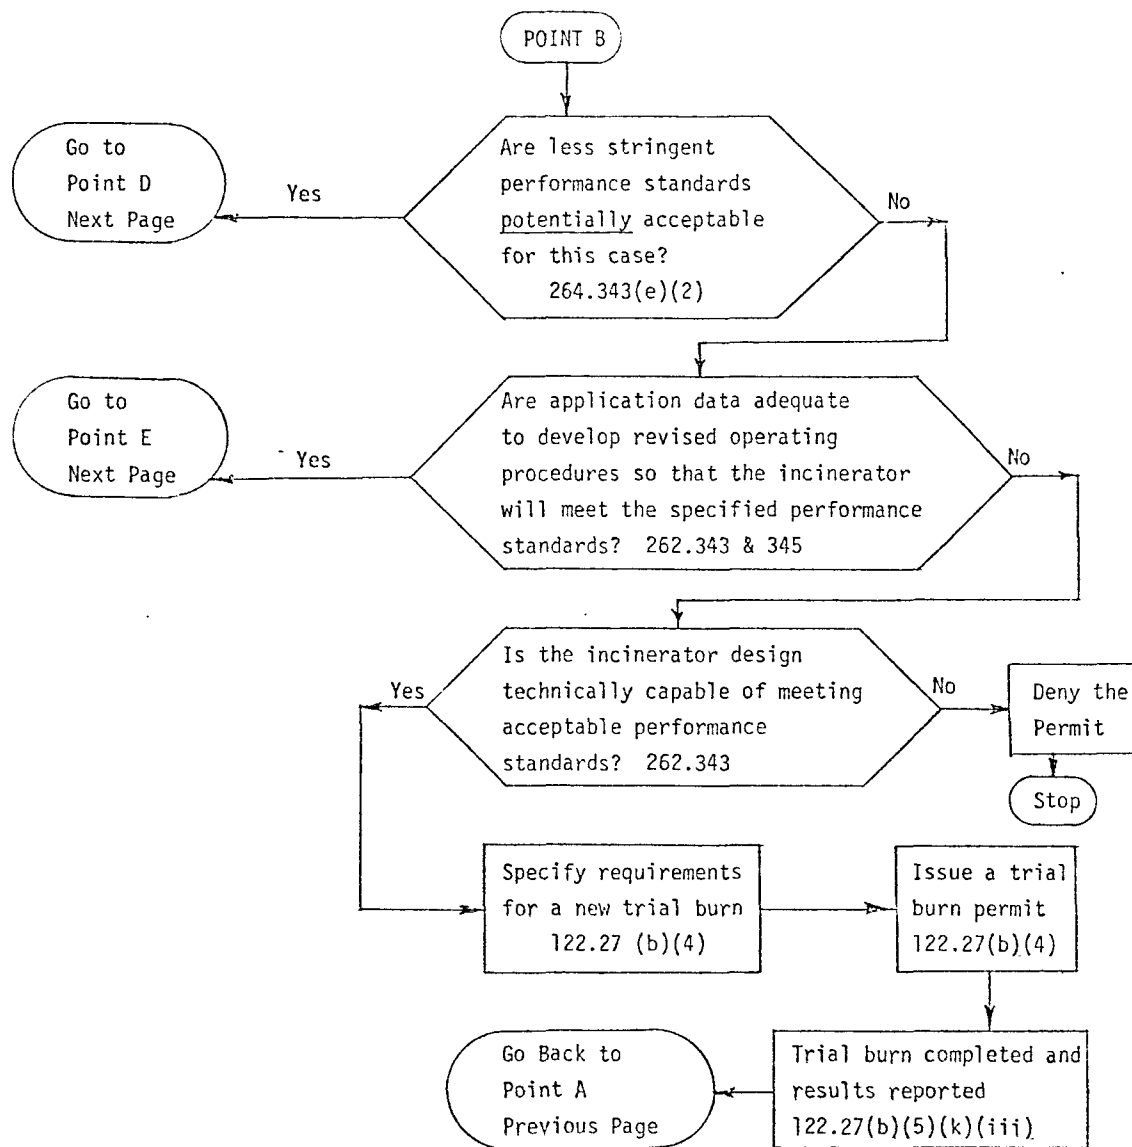 POINT B
Are less stringent
performance standards
potentially acceptable
for this case?
264.343(e)(2)
Yes
No
Go to
Point D
Next Page
Are application data adequate
to develop revised operating
procedures so that the incinerator
will meet the specified performance
standards? 262.343 & 345
Yes
No
Go to
Point E
Next Page
Is the incinerator design
technically capable of meeting
acceptable performance
standards? 262.343
Yes
No
Deny the
Permit
Stop
Specify requirements
for a new trial burn
122.27 (b)(4)
Issue a trial
burn permit
122.27(b)(4)
Trial burn completed and
results reported
122.27(b)(5)(k)(iii)
Go Back to
Point A
Previous Page